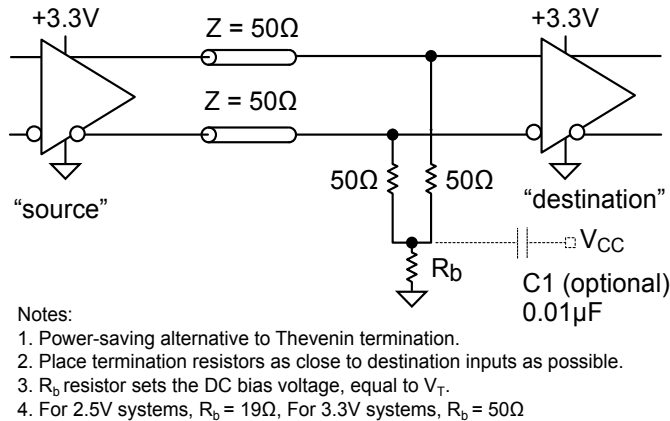 +3.3V
+3.3V
Z = 50Ω
Z = 50Ω
50Ω
50Ω
"source"
"destination"
Rb
VCC
C1 (optional)
0.01µF
Notes:
1. Power-saving alternative to Thevenin termination.
2. Place termination resistors as close to destination inputs as possible.
3. Rb resistor sets the DC bias voltage, equal to VT.
4. For 2.5V systems, Rb = 19Ω, For 3.3V systems, Rb = 50Ω